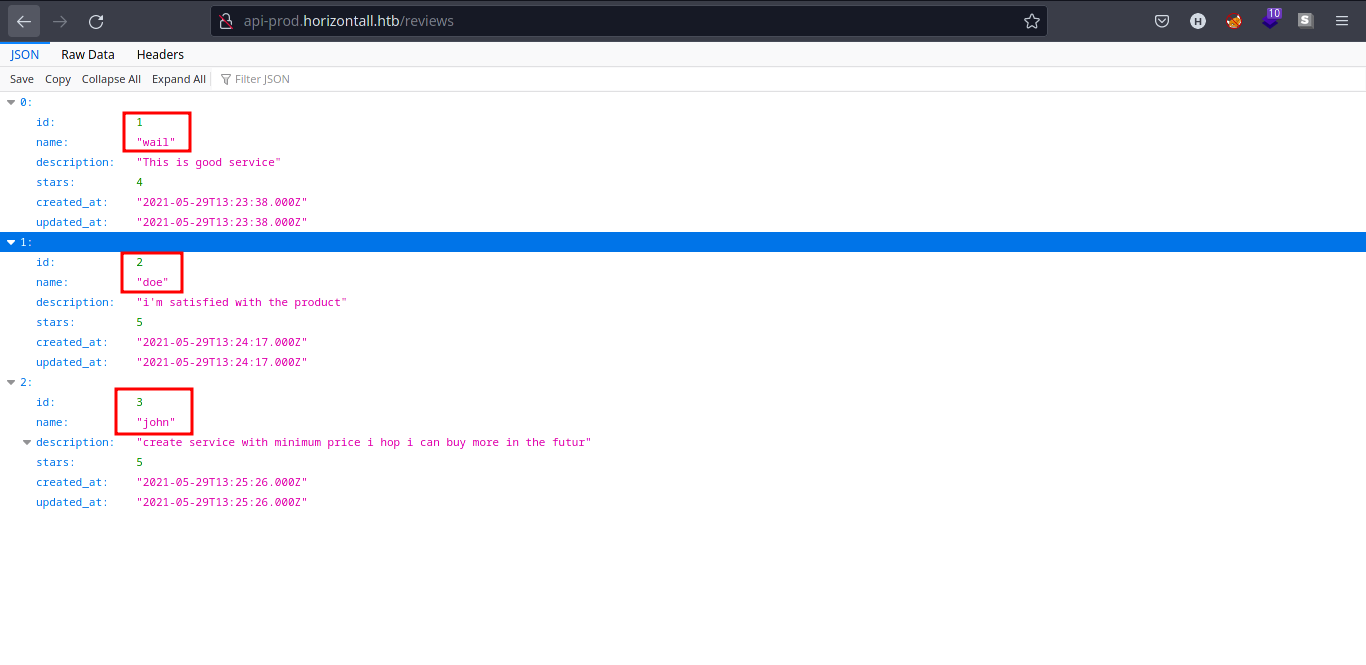 api-prod.horizontall.htb/reviews
10
H
S
JSON Raw Data Headers
Save Copy Collapse All Expand All Filter JSON
0:
id: 1
name: "wail"
description: "This is good service"
stars: 4
created_at: "2021-05-29T13:23:38.000Z"
updated_at: "2021-05-29T13:23:38.000Z"
1:
id: 2
name: "doe"
description: "i'm satisfied with the product"
stars: 5
created_at: "2021-05-29T13:24:17.000Z"
updated_at: "2021-05-29T13:24:17.000Z"
2:
id: 3
name: "john"
description: "create service with minimum price i hop i can buy more in the futur"
stars: 5
created_at: "2021-05-29T13:25:26.000Z"
updated_at: "2021-05-29T13:25:26.000Z"